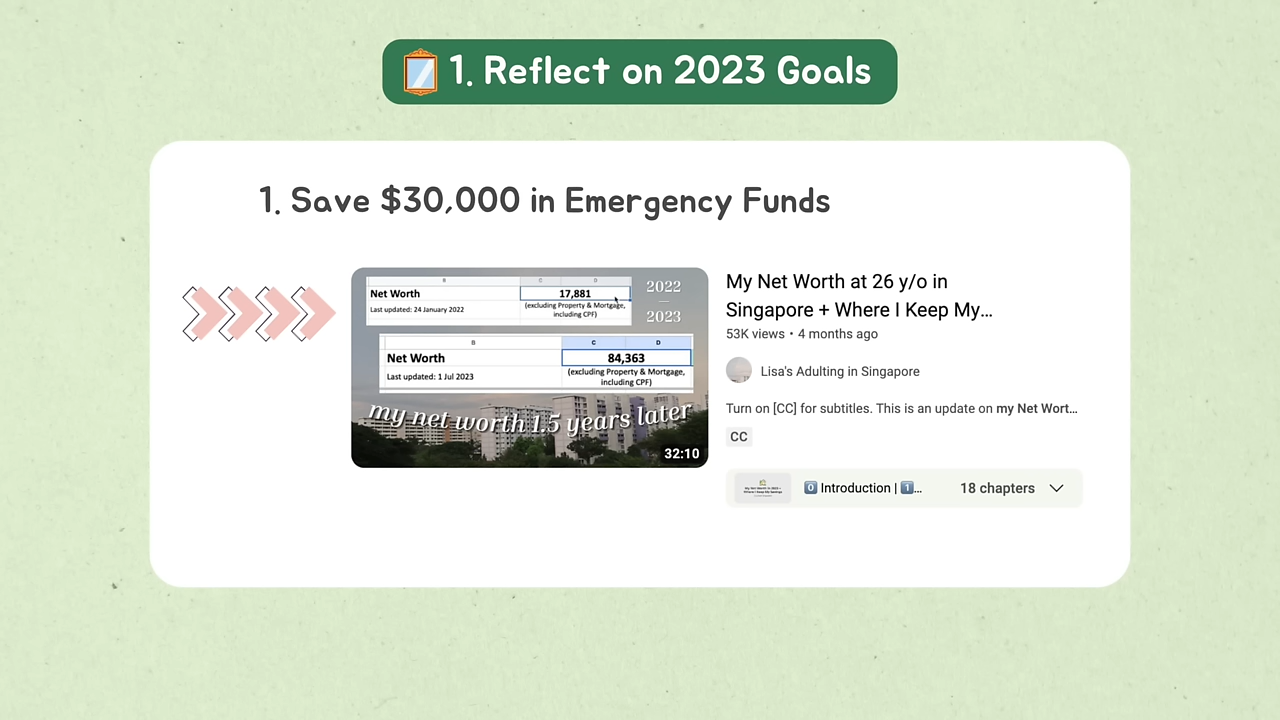 1. Reflect on 2023 Goals
1. Save $30,000 in Emergency Funds
B C D
Net Worth 17,881
Last updated: 24 January 2022 (excluding Property & Mortgage,
including CPF)
2022
—
2023
B C D
Net Worth 84,363
Last updated: 1 Jul 2023 (excluding Property & Mortgage,
including CPF)
my net worth 1.5 years later
32:10
My Net Worth at 26 y/o in
Singapore + Where I Keep My…
53K views • 4 months ago
Lisa's Adulting in Singapore
Turn on [CC] for subtitles. This is an update on my Net Wort…
CC
0 Introduction | 1… 18 chapters